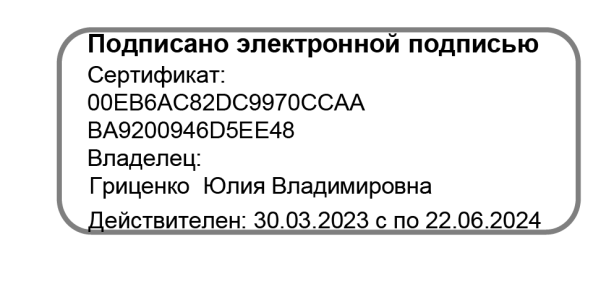 Подписано электронной подписью
Сертификат:
00EB6AC82DC9970CCAA
BA9200946D5EE48
Владелец:
Гриценко Юлия Владимировна
Действителен: 30.03.2023 с по 22.06.2024